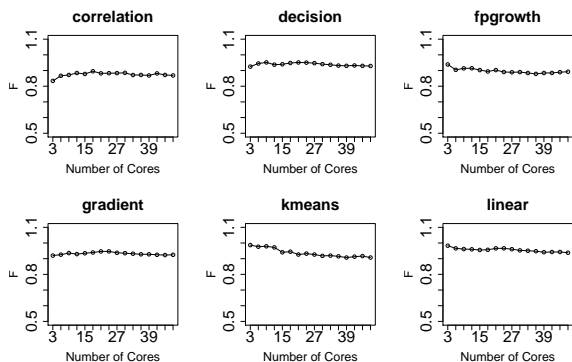 correlation
decision
fpgrowth
F
0.5 0.8 1.1
3 15 27 39
Number of Cores
F
0.5 0.8 1.1
3 15 27 39
Number of Cores
F
0.5 0.8 1.1
3 15 27 39
Number of Cores
gradient
kmeans
linear
F
0.5 0.8 1.1
3 15 27 39
Number of Cores
F
0.5 0.8 1.1
3 15 27 39
Number of Cores
F
0.5 0.8 1.1
3 15 27 39
Number of Cores